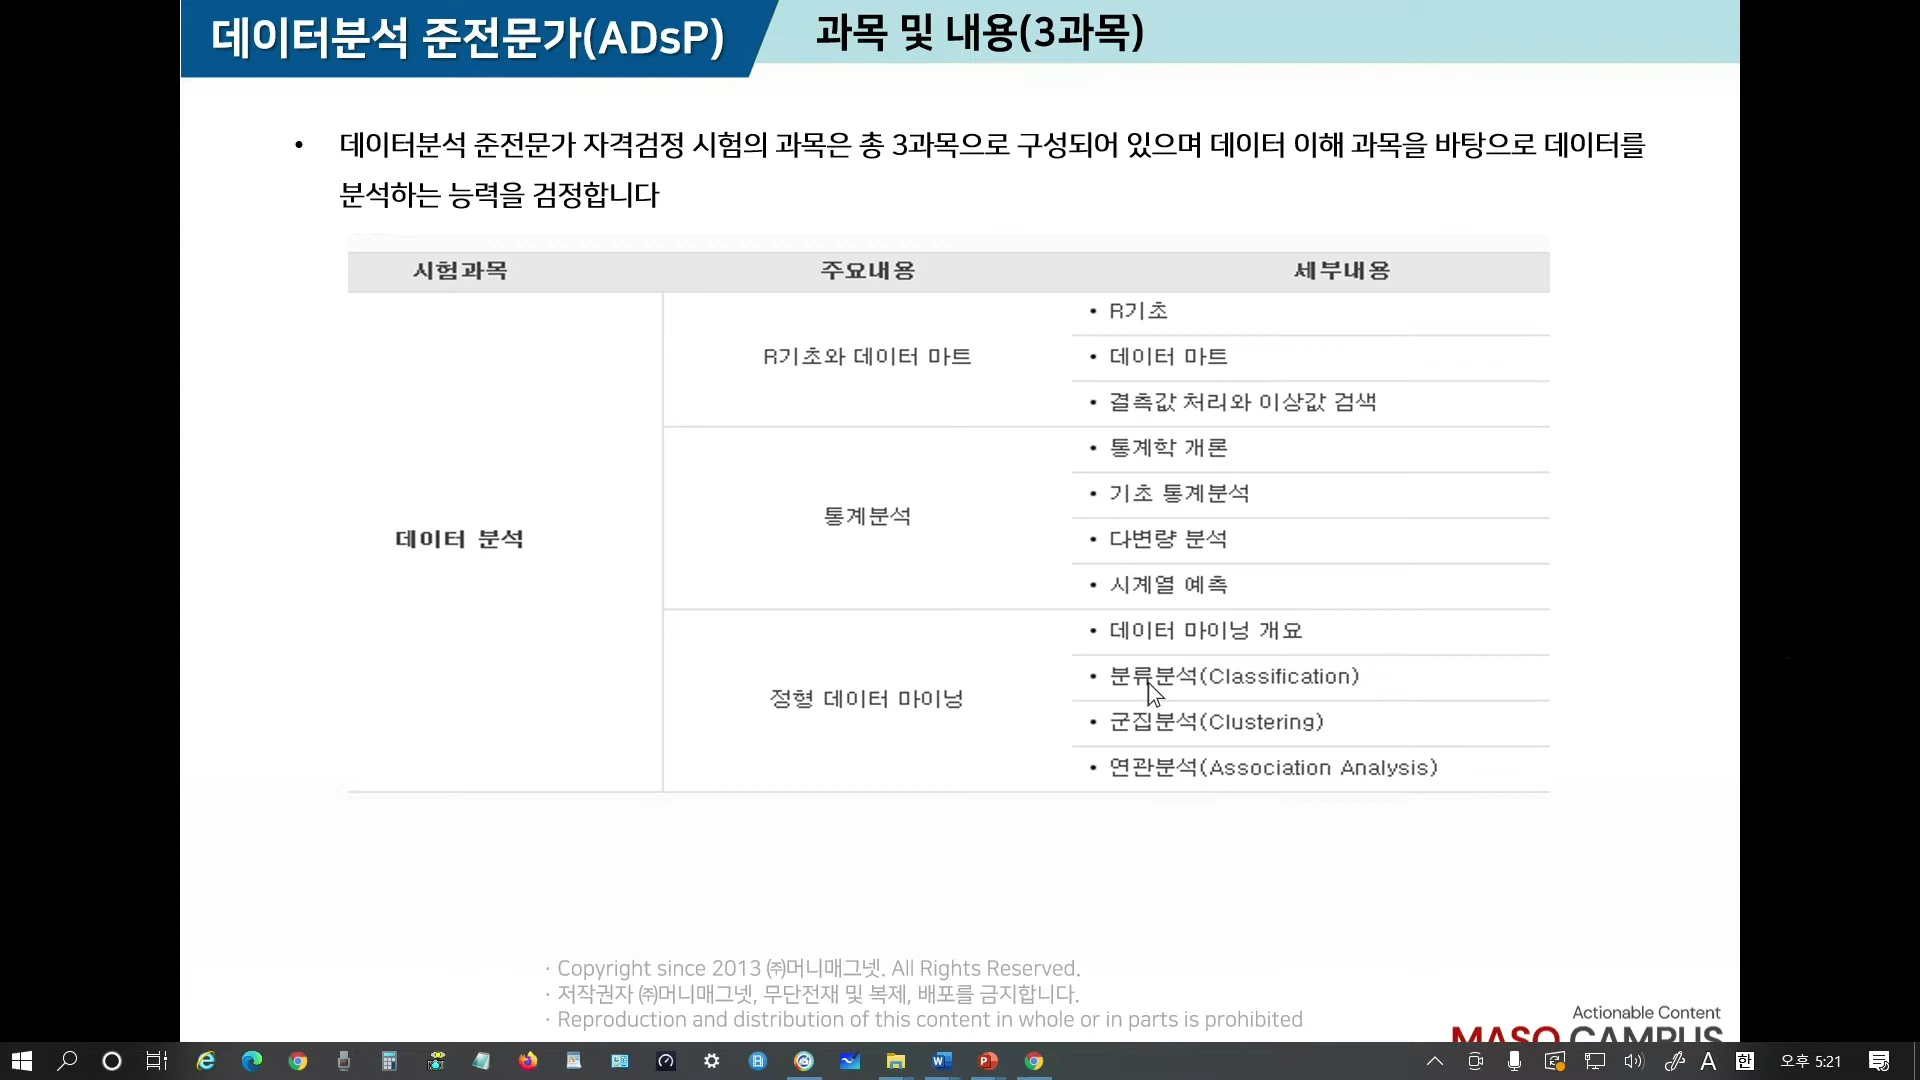 데이터분석 준전문가(ADsP)
과목 및 내용(3과목)
• 데이터분석 준전문가 자격검정 시험의 과목은 총 3과목으로 구성되어 있으며 데이터 이해 과목을 바탕으로 데이터를
분석하는 능력을 검정합니다
시험과목 주요내용 세부내용
데이터 분석
R기초와 데이터 마트
• R기초
• 데이터 마트
• 결측값 처리와 이상값 검색
통계분석
• 통계학 개론
• 기초 통계분석
• 다변량 분석
• 시계열 예측
정형 데이터 마이닝
• 데이터 마이닝 개요
• 분류분석(Classification)
• 군집분석(Clustering)
• 연관분석(Association Analysis)
· Copyright since 2013 ㈜머니매그넷. All Rights Reserved.
· 저작권자 ㈜머니매그넷, 무단전재 및 복제, 배포를 금지합니다.
· Reproduction and distribution of this content in whole or in parts is prohibited
Actionable Content
MASO CAMPUS
A 한 오후 5:21